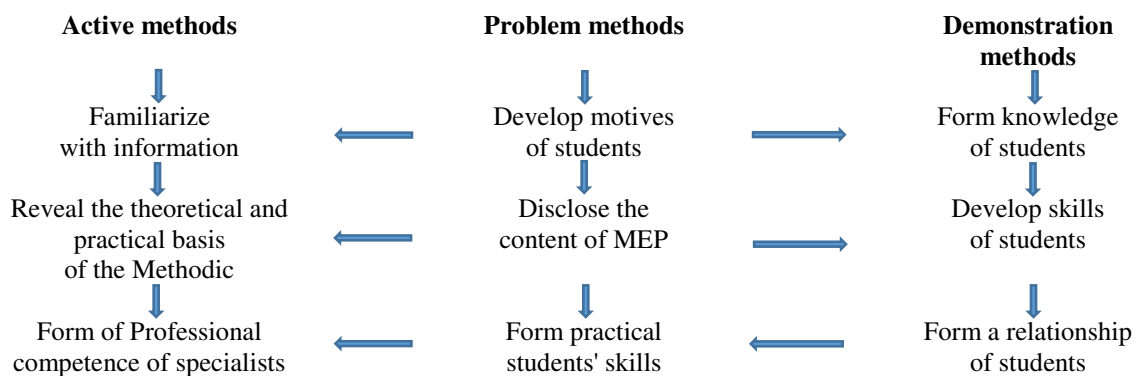 Active methods
Problem methods
Demonstration
methods
Familiarize
with information
Develop motives
of students
Form knowledge
of students
Reveal the theoretical and
practical basis
of the Methodic
Disclose the
content of MEP
Develop skills
of students
Form of Professional
competence of specialists
Form practical
students' skills
Form a relationship
of students